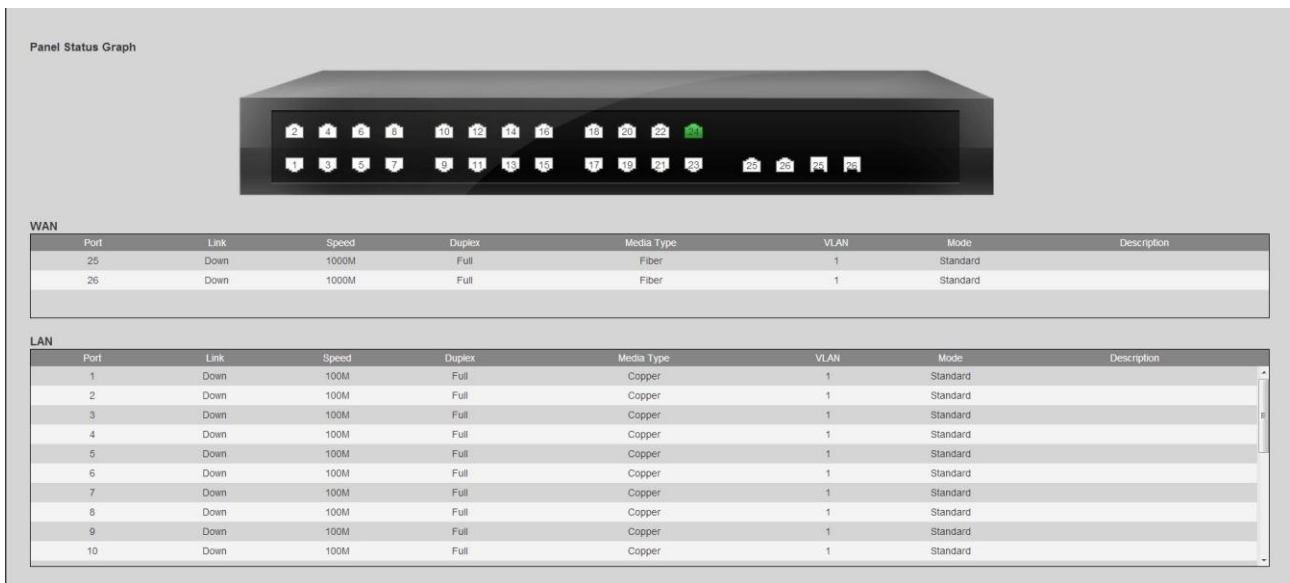 Panel Status Graph
2 4 6 8 10 12 14 16 18 20 22 24
1 3 5 7 9 11 13 15 17 19 21 23 25 26 25 26
WAN
Port Link Speed Duplex Media Type VLAN Mode Description
25 Down 1000M Full Fiber 1 Standard
26 Down 1000M Full Fiber 1 Standard
LAN
Port Link Speed Duplex Media Type VLAN Mode Description
1 Down 100M Full Copper 1 Standard
2 Down 100M Full Copper 1 Standard
3 Down 100M Full Copper 1 Standard
4 Down 100M Full Copper 1 Standard
5 Down 100M Full Copper 1 Standard
6 Down 100M Full Copper 1 Standard
7 Down 100M Full Copper 1 Standard
8 Down 100M Full Copper 1 Standard
9 Down 100M Full Copper 1 Standard
10 Down 100M Full Copper 1 Standard